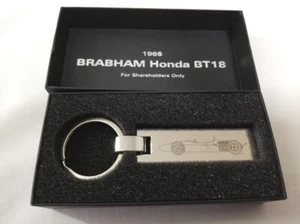 1966
BRABHAM Honda BT18
For Shareholders Only